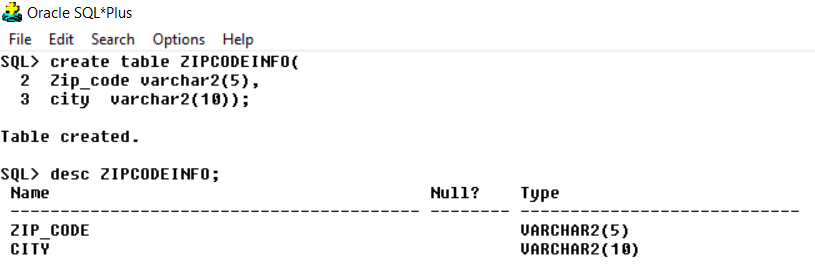 Oracle SQL*Plus
File Edit Search Options Help
SQL> create table ZIPCODEINFO(
  2  Zip_code varchar2(5),
  3  city  varchar2(10));
Table created.
SQL> desc ZIPCODEINFO;
 Name                                      Null?    Type
 ----------------------------------------- -------- ----------------------------
 ZIP_CODE                                           VARCHAR2(5)
 CITY                                               VARCHAR2(10)